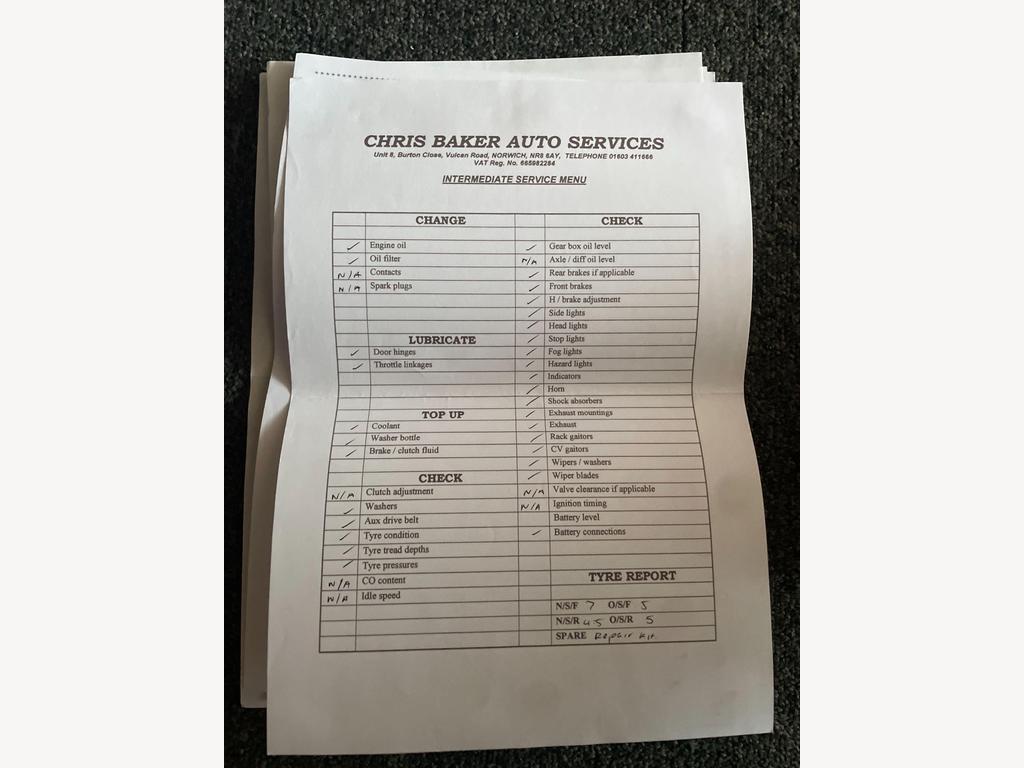 CHRIS BAKER AUTO SERVICES
Unit 8, Burton Close, Vulcan Road, NORWICH, NR6 6AY, TELEPHONE 01603 411666
VAT Reg. No. 665982284
INTERMEDIATE SERVICE MENU
CHANGE
✓ Engine oil
✓ Oil filter
N/A Contacts
N/A Spark plugs
LUBRICATE
✓ Door hinges
✓ Throttle linkages
TOP UP
✓ Coolant
✓ Washer bottle
✓ Brake / clutch fluid
CHECK
N/A Clutch adjustment
✓ Washers
✓ Aux drive belt
✓ Tyre condition
✓ Tyre tread depths
✓ Tyre pressures
N/A CO content
N/A Idle speed
CHECK
✓ Gear box oil level
N/A Axle / diff oil level
✓ Rear brakes if applicable
✓ Front brakes
✓ H / brake adjustment
✓ Side lights
✓ Head lights
✓ Stop lights
✓ Fog lights
✓ Hazard lights
✓ Indicators
✓ Horn
✓ Shock absorbers
✓ Exhaust mountings
✓ Exhaust
✓ Rack gaitors
✓ CV gaitors
✓ Wipers / washers
✓ Wiper blades
N/A Valve clearance if applicable
N/A Ignition timing
Battery level
✓ Battery connections
TYRE REPORT
N/S/F 7 O/S/F 5
N/S/R 4.5 O/S/R 5
SPARE Repair kit